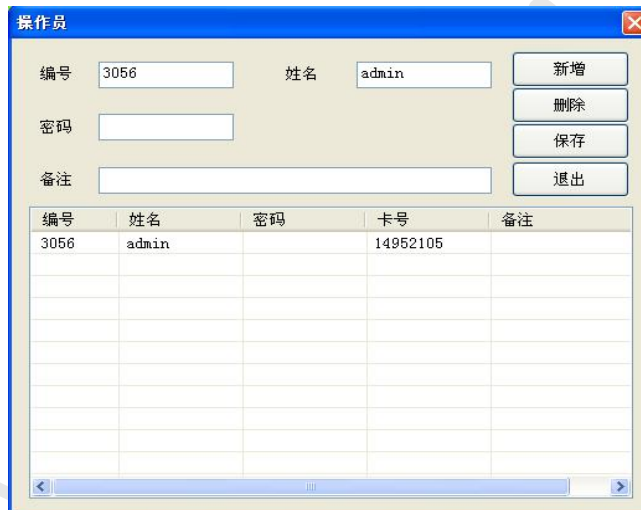 操作员
编号 3056 姓名 admin 新增
删除
密码
保存
备注 退出
编号 姓名 密码 卡号 备注
3056 admin 14952105